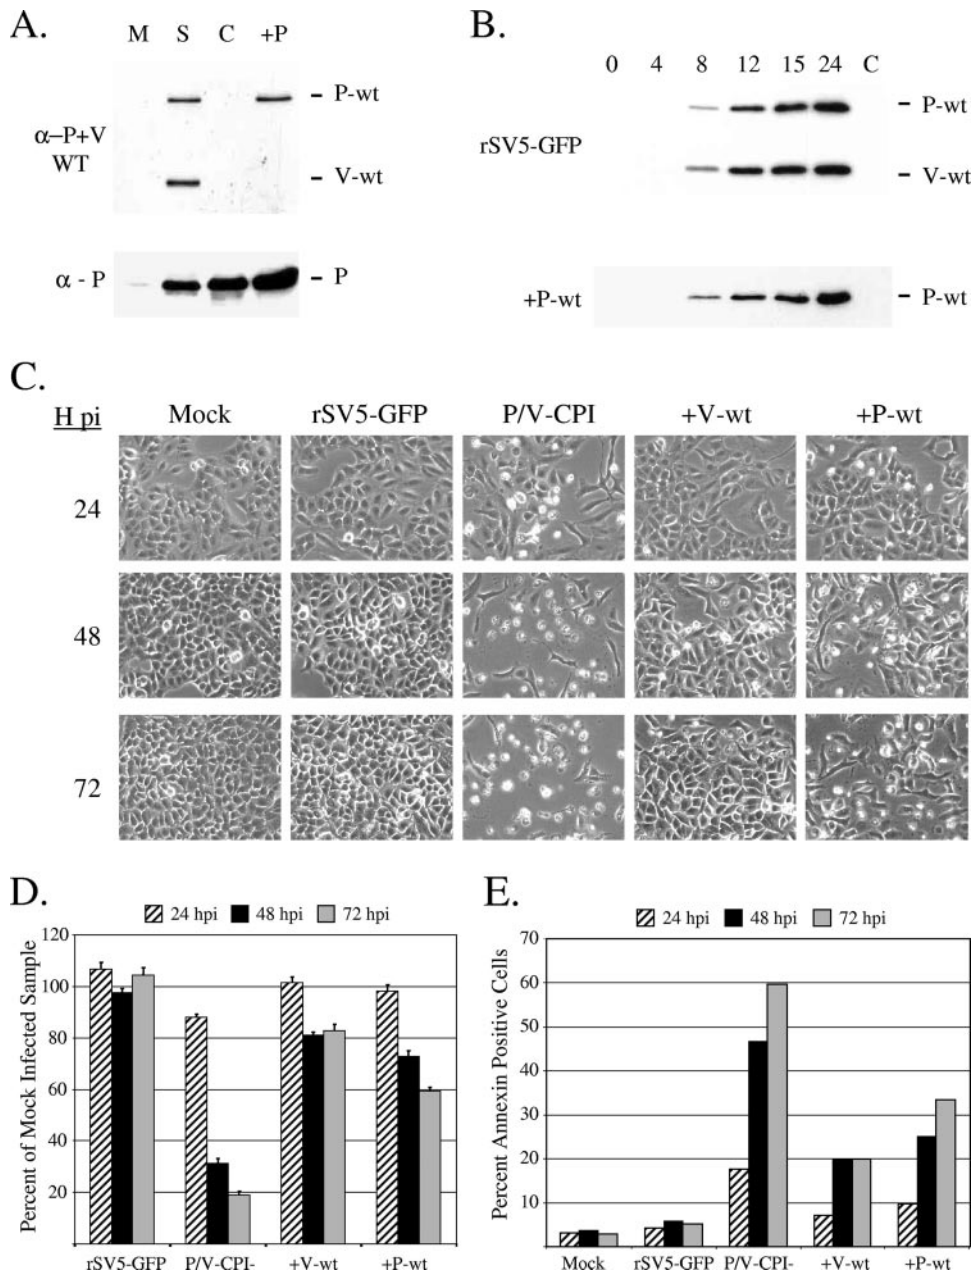 A.
M S C +P
P-wt
α–P+V
WT
V-wt
α - P
P
B.
0 4 8 12 15 24 C
P-wt
rSV5-GFP
V-wt
+P-wt
P-wt
C.
H pi Mock rSV5-GFP P/V-CPI +V-wt +P-wt
24
48
72
D.
24 hpi 48 hpi 72 hpi
Percent of Mock Infected Sample
120
100
80
60
40
20
rSV5-GFP P/V-CPI- +V-wt +P-wt
E.
24 hpi 48 hpi 72 hpi
Percent Annexin Positive Cells
70
60
50
40
30
20
10
Mock rSV5-GFP P/V-CPI- +V-wt +P-wt